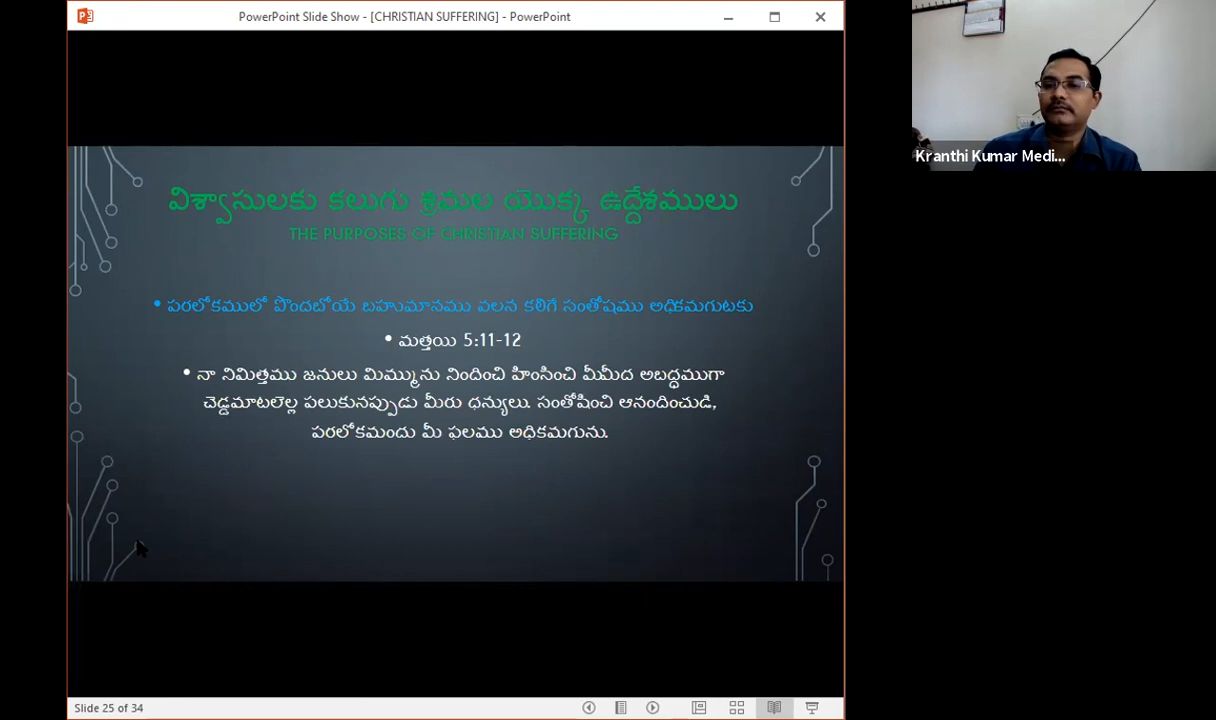 PowerPoint Slide Show - [CHRISTIAN SUFFERING] - PowerPoint
విశ్వాసులకు కలుగు శ్రమల యొక్క ఉద్దేశములు
THE PURPOSES OF CHRISTIAN SUFFERING
• పరలోకములో పొందబోయే బహుమానము వలన కలిగే సంతోషము అధికమగుటకు
• మత్తయి 5:11-12
• నా నిమిత్తము జనులు మిమ్మును నిందించి హింసించి మీమీద అబద్ధముగా
చెడ్డమాటలెల్ల పలుకునప్పుడు మీరు ధన్యులు. సంతోషించి ఆనందించుడి,
పరలోకమందు మీ ఫలము అధికమగును.
Slide 25 of 34
Kranthi Kumar Medi...